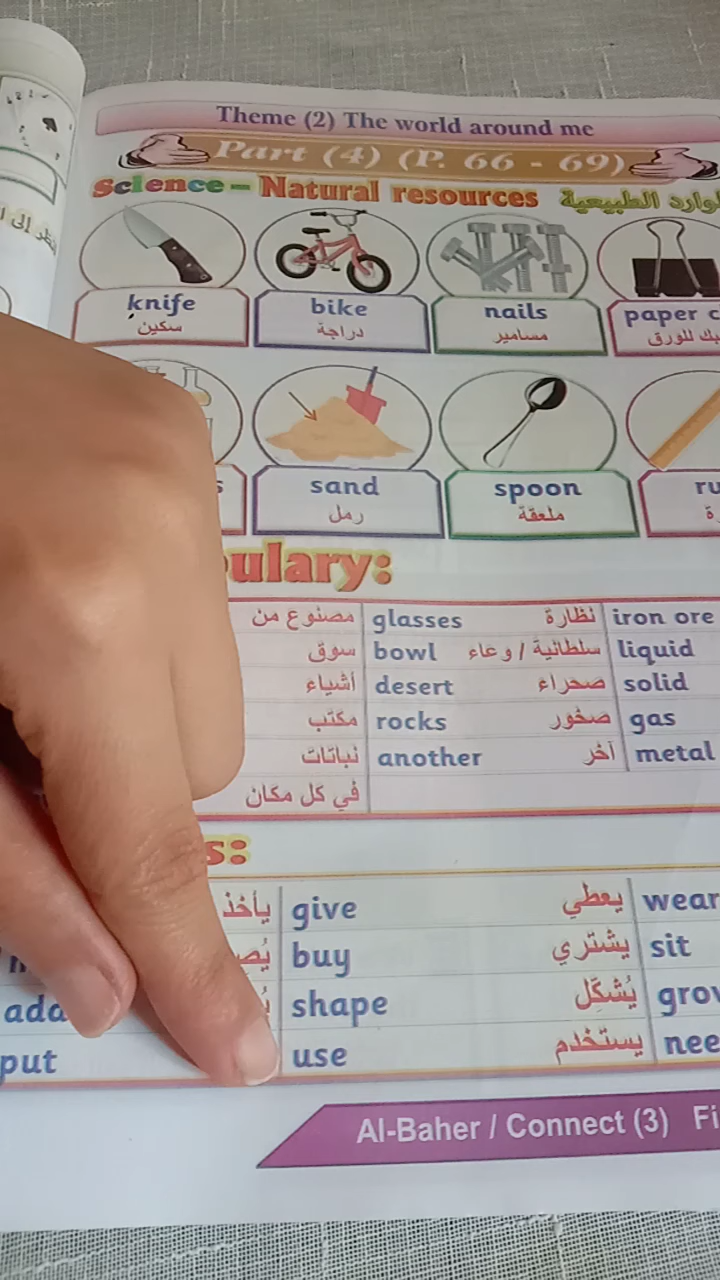 Theme (2) The world around me
Part (4) (P. 66 - 69)
Science - Natural resources
knife bike nails paper
سكين دراجة مسامير للورق
sand spoon
رمل ملعقة
مصنوع من glasses نظارة iron ore
سوق bowl سلطانية / وعاء liquid
أشياء desert صحراء solid
مكتب rocks صخور gas
نباتات another آخر metal
في كل مكان
يأخذ give يعطي wear
buy يشتري sit
shape يُشكِّل
put use يستخدم
Al-Baher / Connect (3)